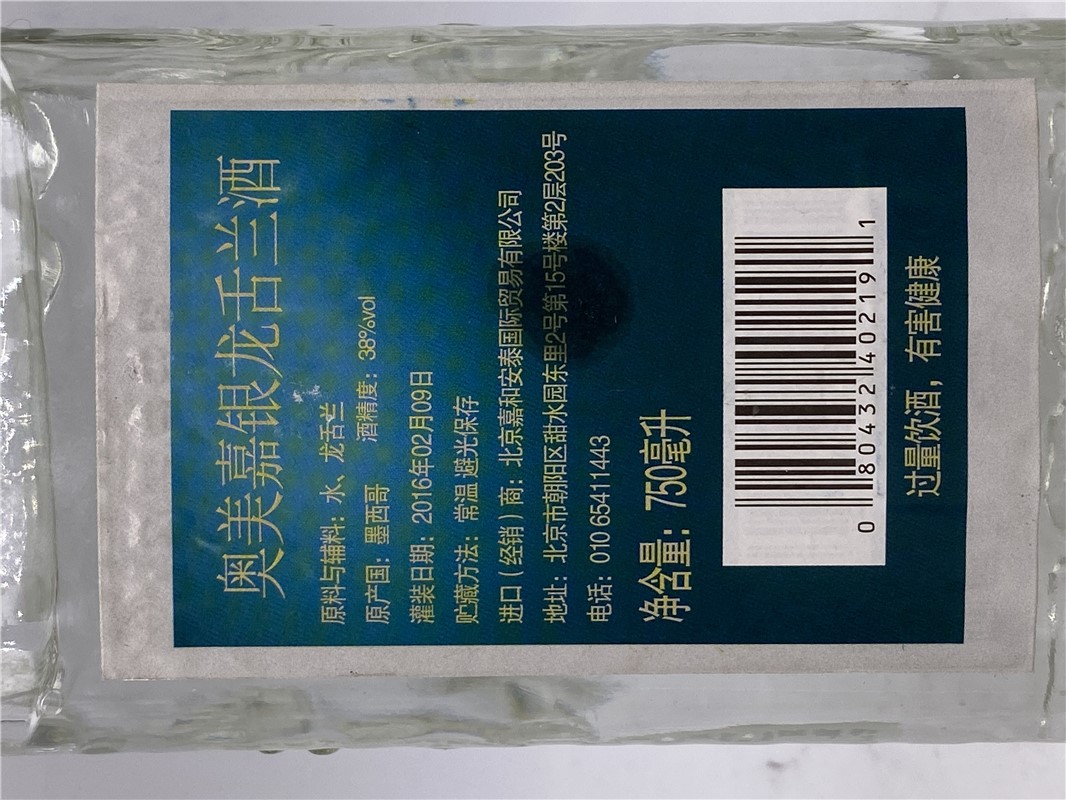 奥美嘉银龙舌兰酒
原料与辅料：水、龙舌兰
原产国：墨西哥 酒精度：38%vol
灌装日期：2016年02月09日
贮藏方法：常温 避光保存
进口（经销）商：北京嘉和安泰国际贸易有限公司
地址：北京市朝阳区甜水园东里2号第15号楼第2层203号
电话：010 65411443
净含量：750毫升
0 80432 40219 1
过量饮酒，有害健康